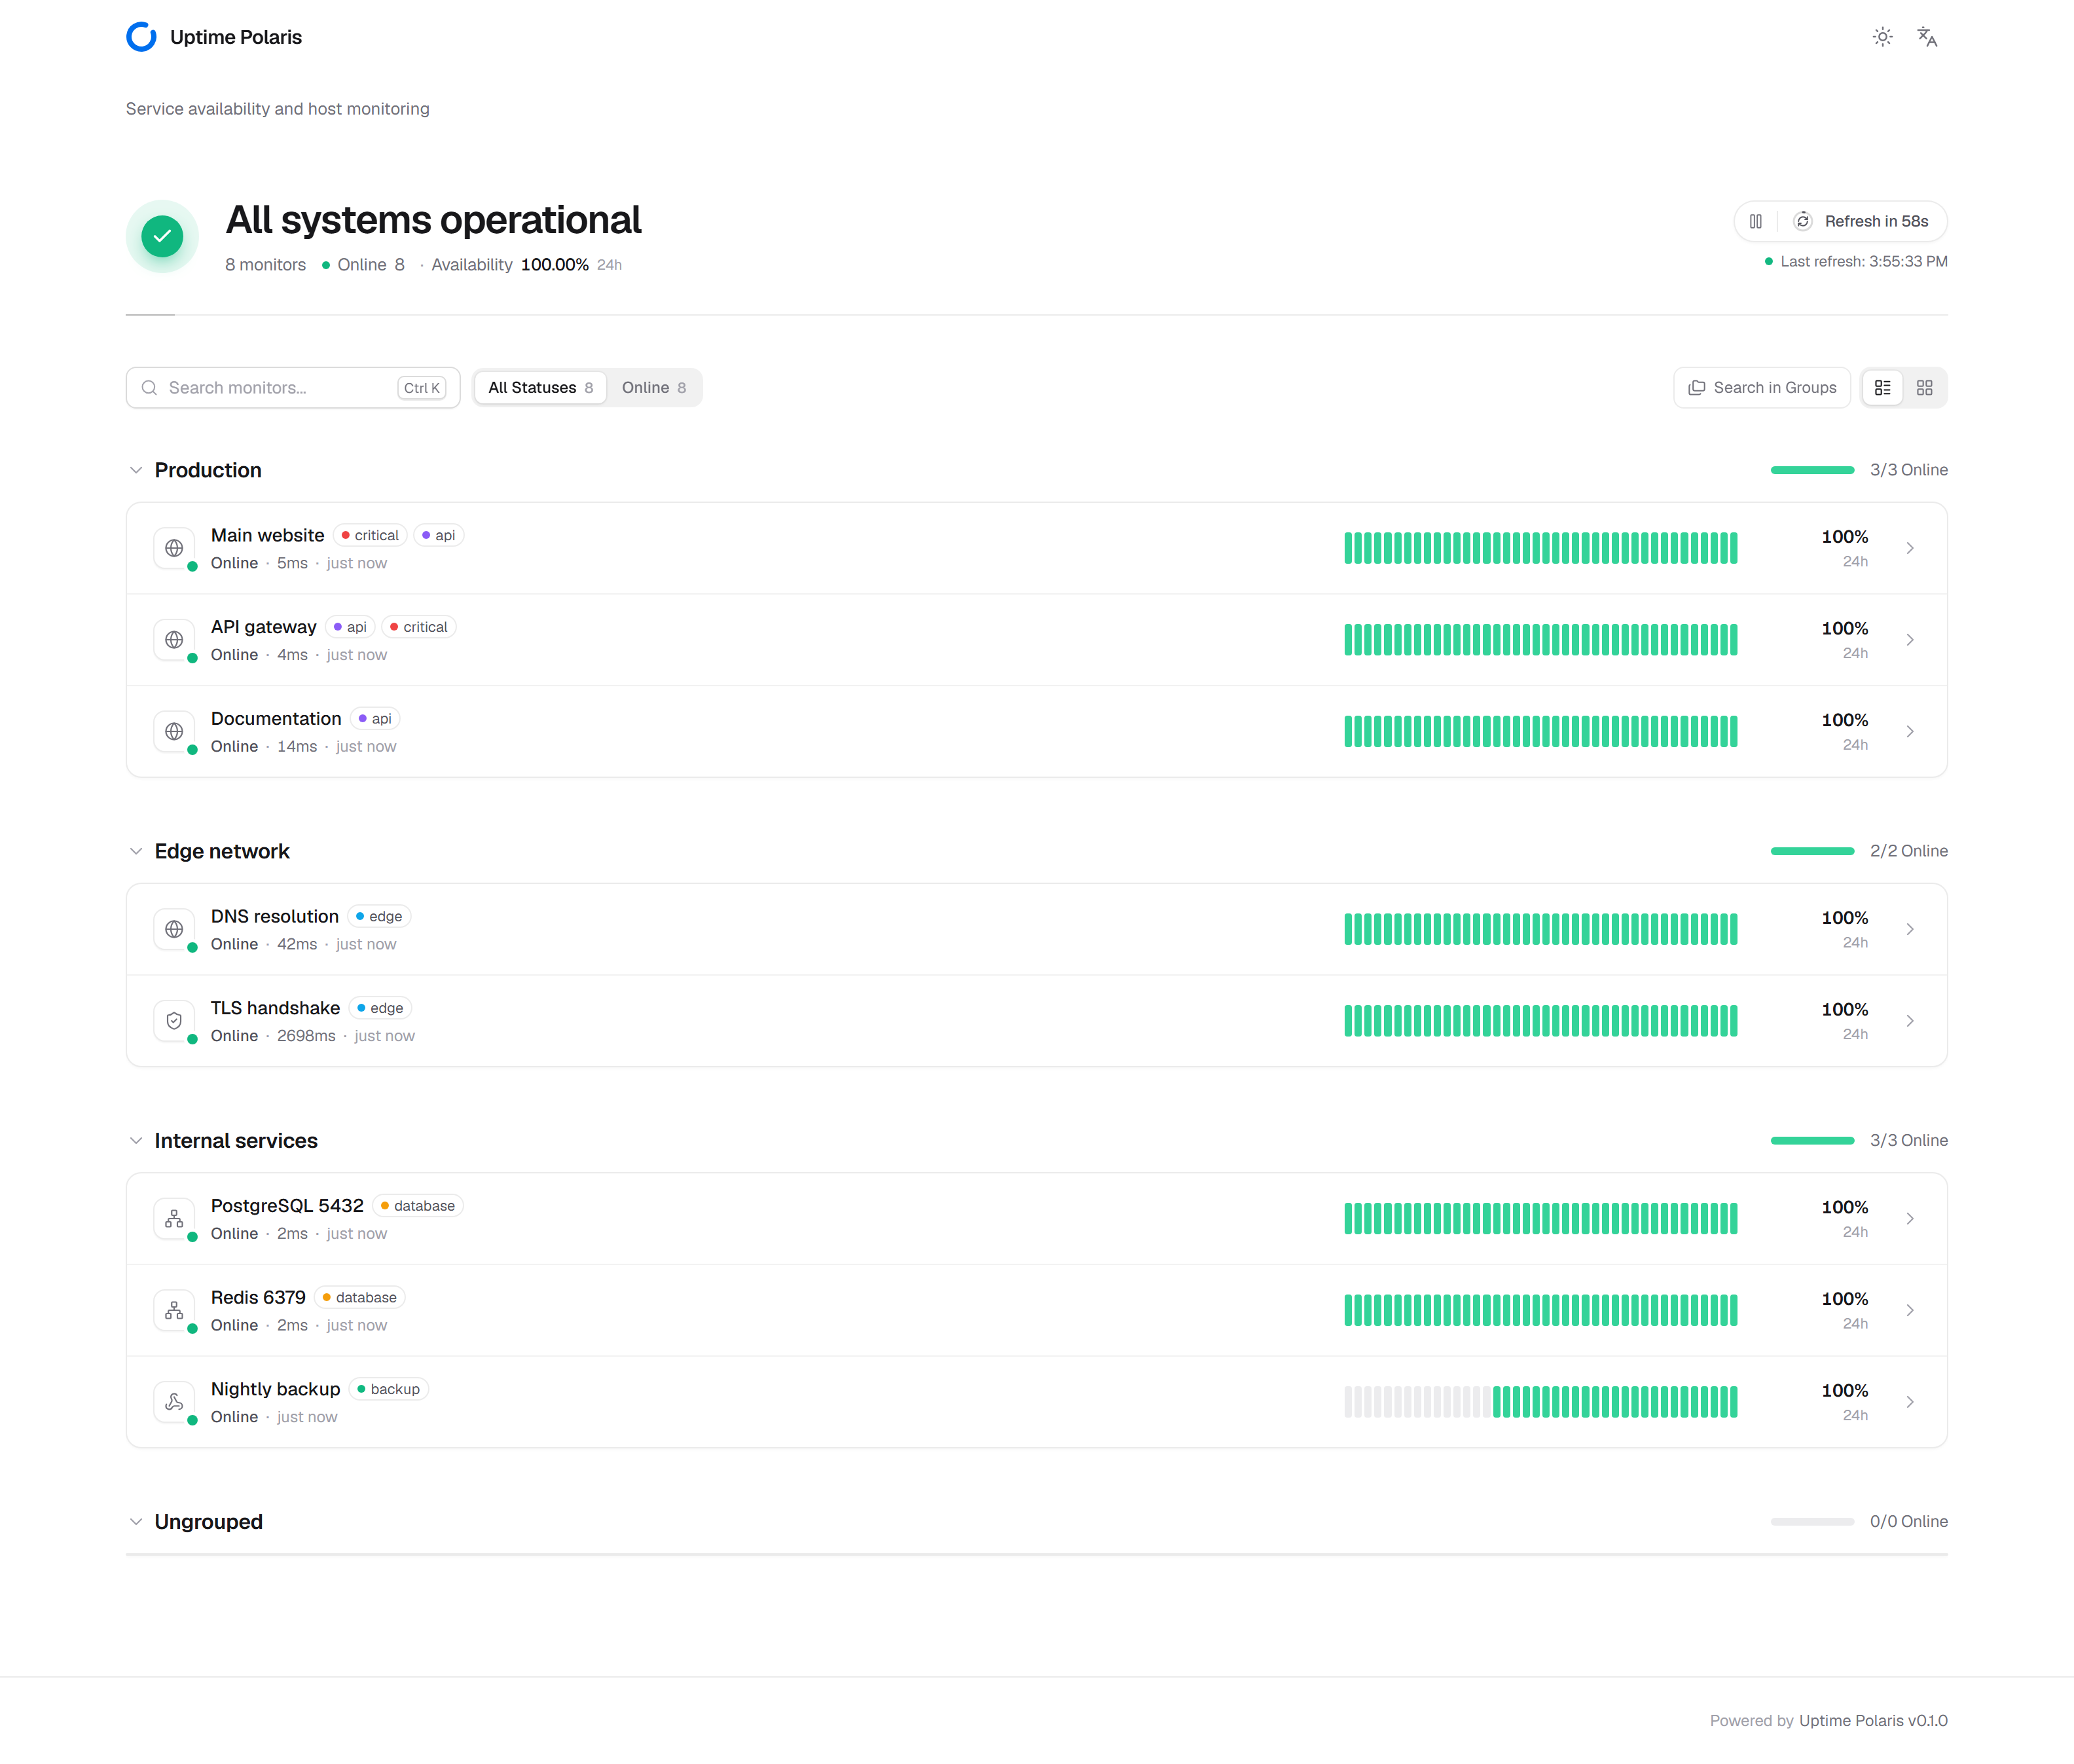 Uptime Polaris
Service availability and host monitoring
All systems operational
8 monitors Online 8 · Availability 100.00% 24h
Refresh in 58s
Last refresh: 3:55:33 PM
Search monitors... Ctrl K All Statuses 8 Online 8 Search in Groups
Production 3/3 Online
Main website critical api
Online · 5ms · just now
100%
24h
API gateway api critical
Online · 4ms · just now
100%
24h
Documentation api
Online · 14ms · just now
100%
24h
Edge network 2/2 Online
DNS resolution edge
Online · 42ms · just now
100%
24h
TLS handshake edge
Online · 2698ms · just now
100%
24h
Internal services 3/3 Online
PostgreSQL 5432 database
Online · 2ms · just now
100%
24h
Redis 6379 database
Online · 2ms · just now
100%
24h
Nightly backup backup
Online · just now
100%
24h
Ungrouped 0/0 Online
Powered by Uptime Polaris v0.1.0